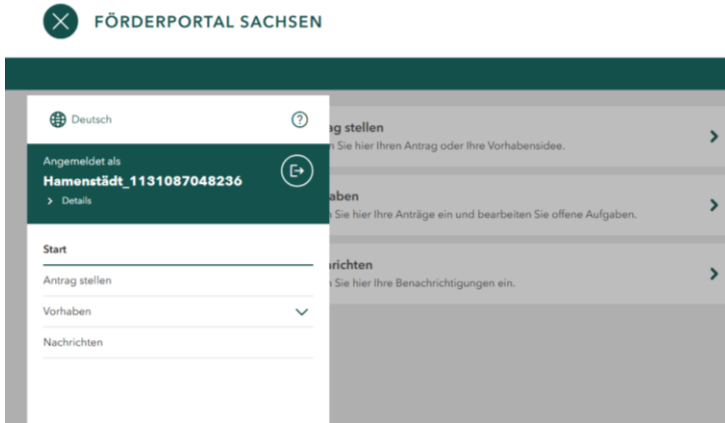 FÖRDERPORTAL SACHSEN
Deutsch
Angemeldet als
Hamenstädt_1131087048236
Details
Start
Antrag stellen
Vorhaben
Nachrichten
ag stellen
n Sie hier Ihren Antrag oder Ihre Vorhabensidee.
aben
Sie hier Ihre Anträge ein und bearbeiten Sie offene Aufgaben.
richten
Sie hier Ihre Benachrichtigungen ein.